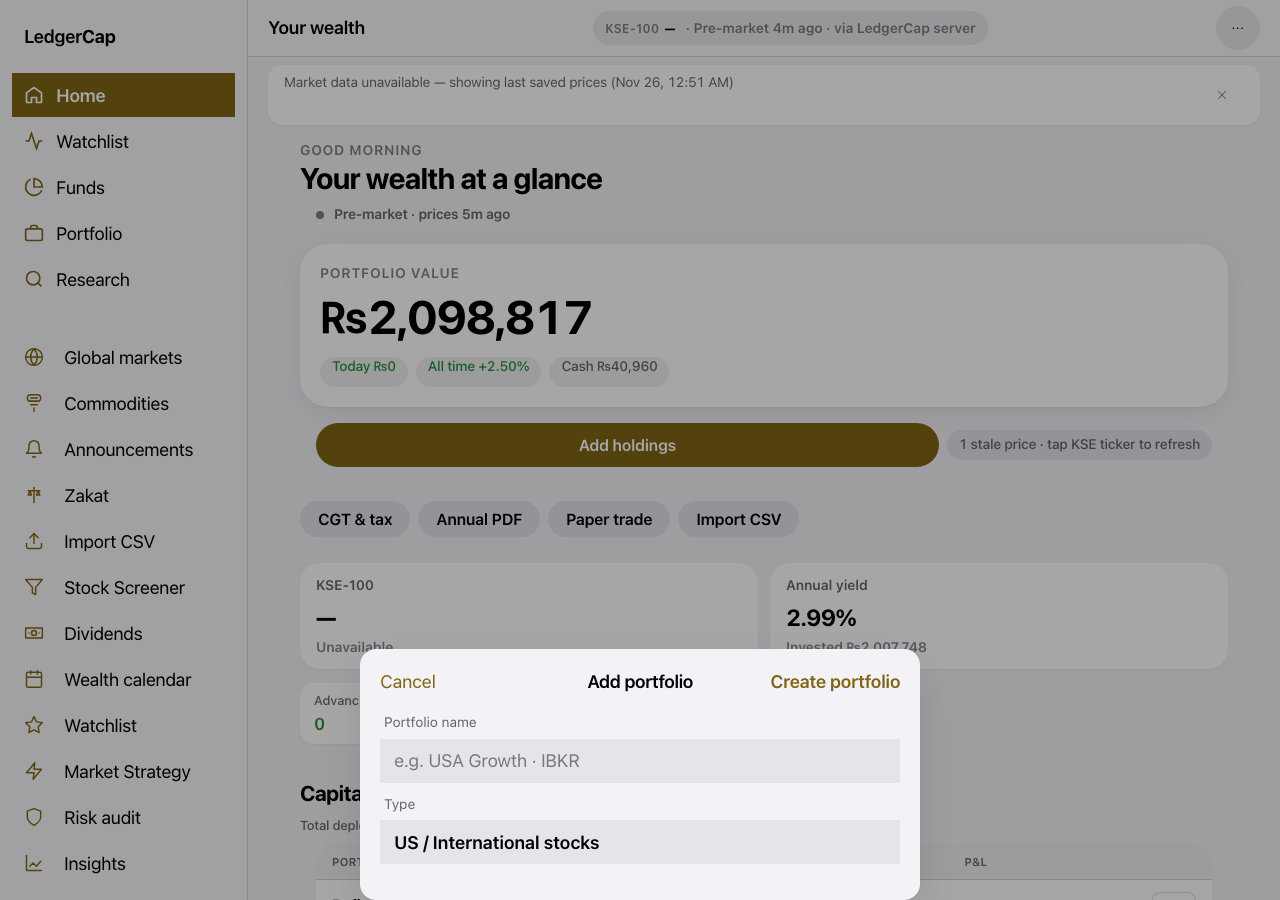 LedgerCap
Home
Watchlist
Funds
Portfolio
Research
Global markets
Commodities
Announcements
Zakat
Import CSV
Stock Screener
Dividends
Wealth calendar
Watchlist
Market Strategy
Risk audit
Insights
Your wealth
KSE-100 — · Pre-market 4m ago · via LedgerCap server
...
Market data unavailable — showing last saved prices (Nov 26, 12:51 AM)
×
GOOD MORNING
Your wealth at a glance
Pre-market · prices 5m ago
PORTFOLIO VALUE
₨2,098,817
Today ₨0
All time +2.50%
Cash ₨40,960
Add holdings
1 stale price · tap KSE ticker to refresh
CGT & tax
Annual PDF
Paper trade
Import CSV
KSE-100
—
Unavailable
Annual yield
2.99%
Invested ₨2,007,748
Advanc
0
Capita
Total depl
PORT
P&L
Cancel
Add portfolio
Create portfolio
Portfolio name
e.g. USA Growth · IBKR
Type
US / International stocks